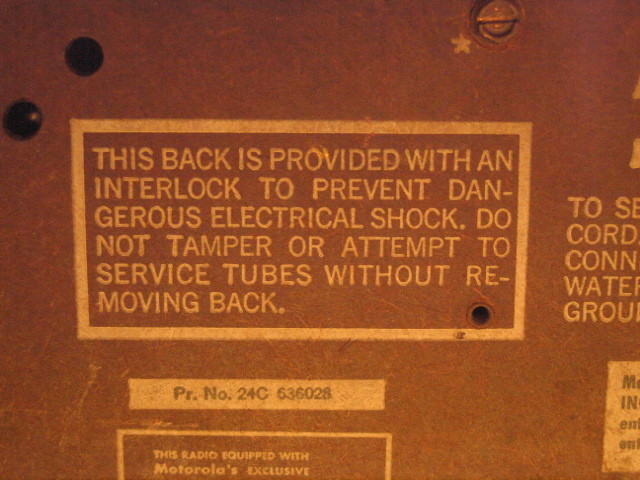 THIS BACK IS PROVIDED WITH AN
INTERLOCK TO PREVENT DAN-
GEROUS ELECTRICAL SHOCK. DO
NOT TAMPER OR ATTEMPT TO
SERVICE TUBES WITHOUT RE-
MOVING BACK.
Pr. No. 24C 636028
THIS RADIO EQUIPPED WITH
Motorola's EXCLUSIVE
TO SE
CORD
CONN
WATER
GROU